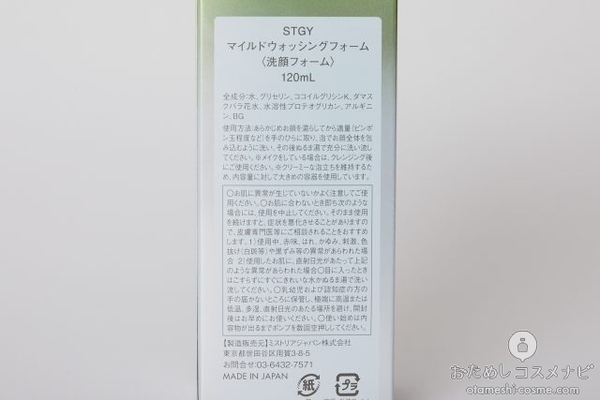 STGY
マイルドウォッシングフォーム
〈洗顔フォーム〉
120mL
全成分:水、グリセリン、ココイルグリシンK、ダマス
クバラ花水、水溶性プロテオグリカン、アルギニ
ン、BG
使用方法:あらかじめお顔を濡らしてから適量(ピンポ
ン玉程度など)を手のひらに取り、泡でお顔全体を包
み込むように洗い、その後ぬるま湯で充分に洗い流し
てください。※メイクをしている場合は、クレンジング後
にご使用ください。※クリーミーな泡立ちを維持するた
め、内容量に対して大きめの容器を使用しています。
〇お肌に異常が生じていないかよく注意してご使
用ください。〇お肌に合わないとき即ち次のような
場合には、使用を中止してください。そのまま使用
を続けますと、症状を悪化させることがありますの
で、皮膚専門医等にご相談されることをおすすめ
します。1)使用中、赤味、はれ、かゆみ、刺激、色
抜け(白斑等)や黒ずみ等の異常があらわれた場
合 2)使用したお肌に、直射日光があたって上記
のような異常があらわれた場合〇目に入ったとき
はこすらずにすぐにきれいな水かぬるま湯で洗い
流してください。〇乳幼児および認知症の方の
手の届かないところに保管し、極端に高温または
低温、多湿、直射日光のあたる場所を避け、開封
後はお早めにお使いください。〇使い始めは内
容物が出るまでポンプを数回空押ししてください。
【製造販売元】ミストリアジャパン株式会社
東京都世田谷区用賀3-8-5
お問合せ:03-6432-7571
MADE IN JAPAN
紙
プラ
おためしコスメナビ
otameshi-cosme.com/